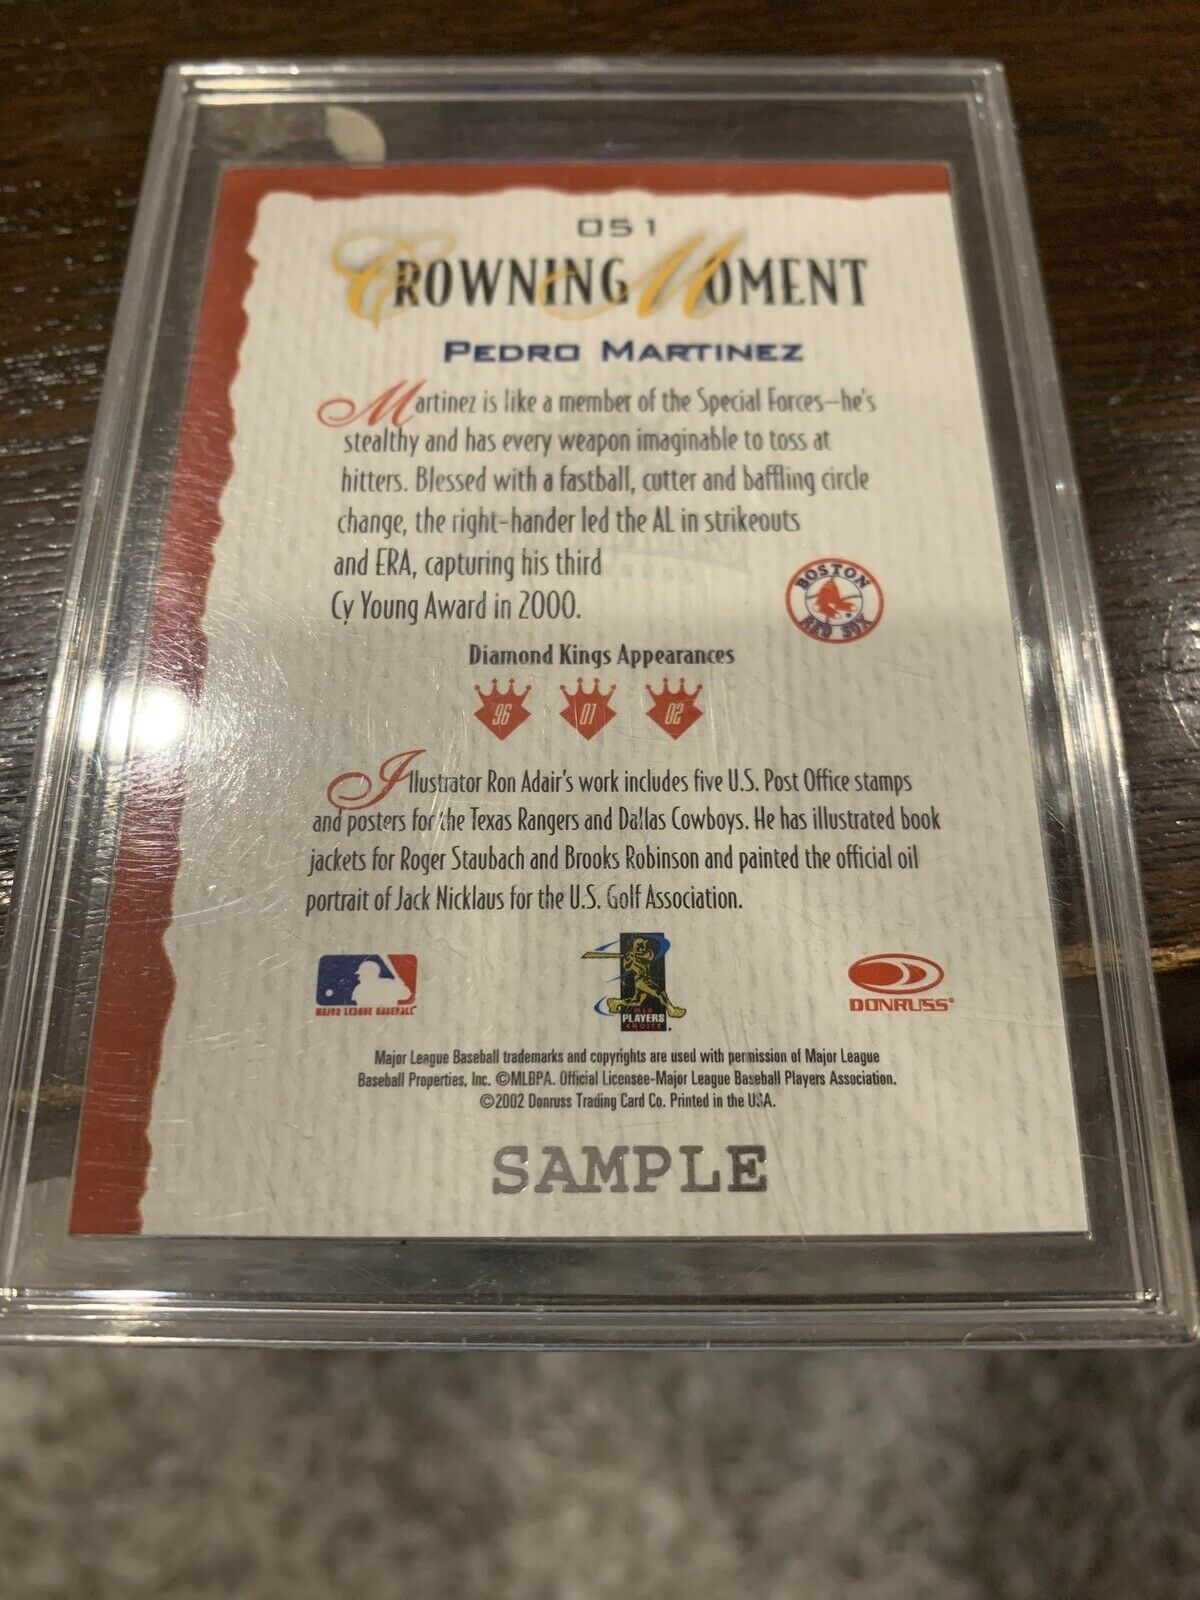 051
CROWNING MOMENT
PEDRO MARTINEZ
Martinez is like a member of the Special Forces—he's
stealthy and has every weapon imaginable to toss at
hitters. Blessed with a fastball, cutter and baffling circle
change, the right-hander led the AL in strikeouts
and ERA, capturing his third
Cy Young Award in 2000.
BOSTON
RED SOX
Diamond Kings Appearances
96 01 02
Illustrator Ron Adair's work includes five U.S. Post Office stamps
and posters for the Texas Rangers and Dallas Cowboys. He has illustrated book
jackets for Roger Staubach and Brooks Robinson and painted the official oil
portrait of Jack Nicklaus for the U.S. Golf Association.
MAJOR LEAGUE BASEBALL
MLB
PLAYERS
CHOICE
DONRUSS
Major League Baseball trademarks and copyrights are used with permission of Major League
Baseball Properties, Inc. ©MLBPA. Official Licensee-Major League Baseball Players Association.
©2002 Donruss Trading Card Co. Printed in the USA.
SAMPLE